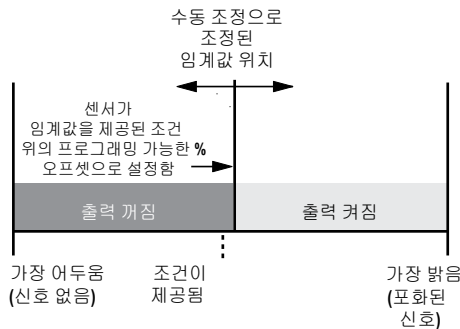 수동 조정으로
조정된
임계값 위치
센서가
임계값을 제공된 조건
위의 프로그래밍 가능한 %
오프셋으로 설정함
출력 꺼짐
출력 켜짐
가장 어두움
(신호 없음)
조건이
제공됨
가장 밝음
(포화된
신호)